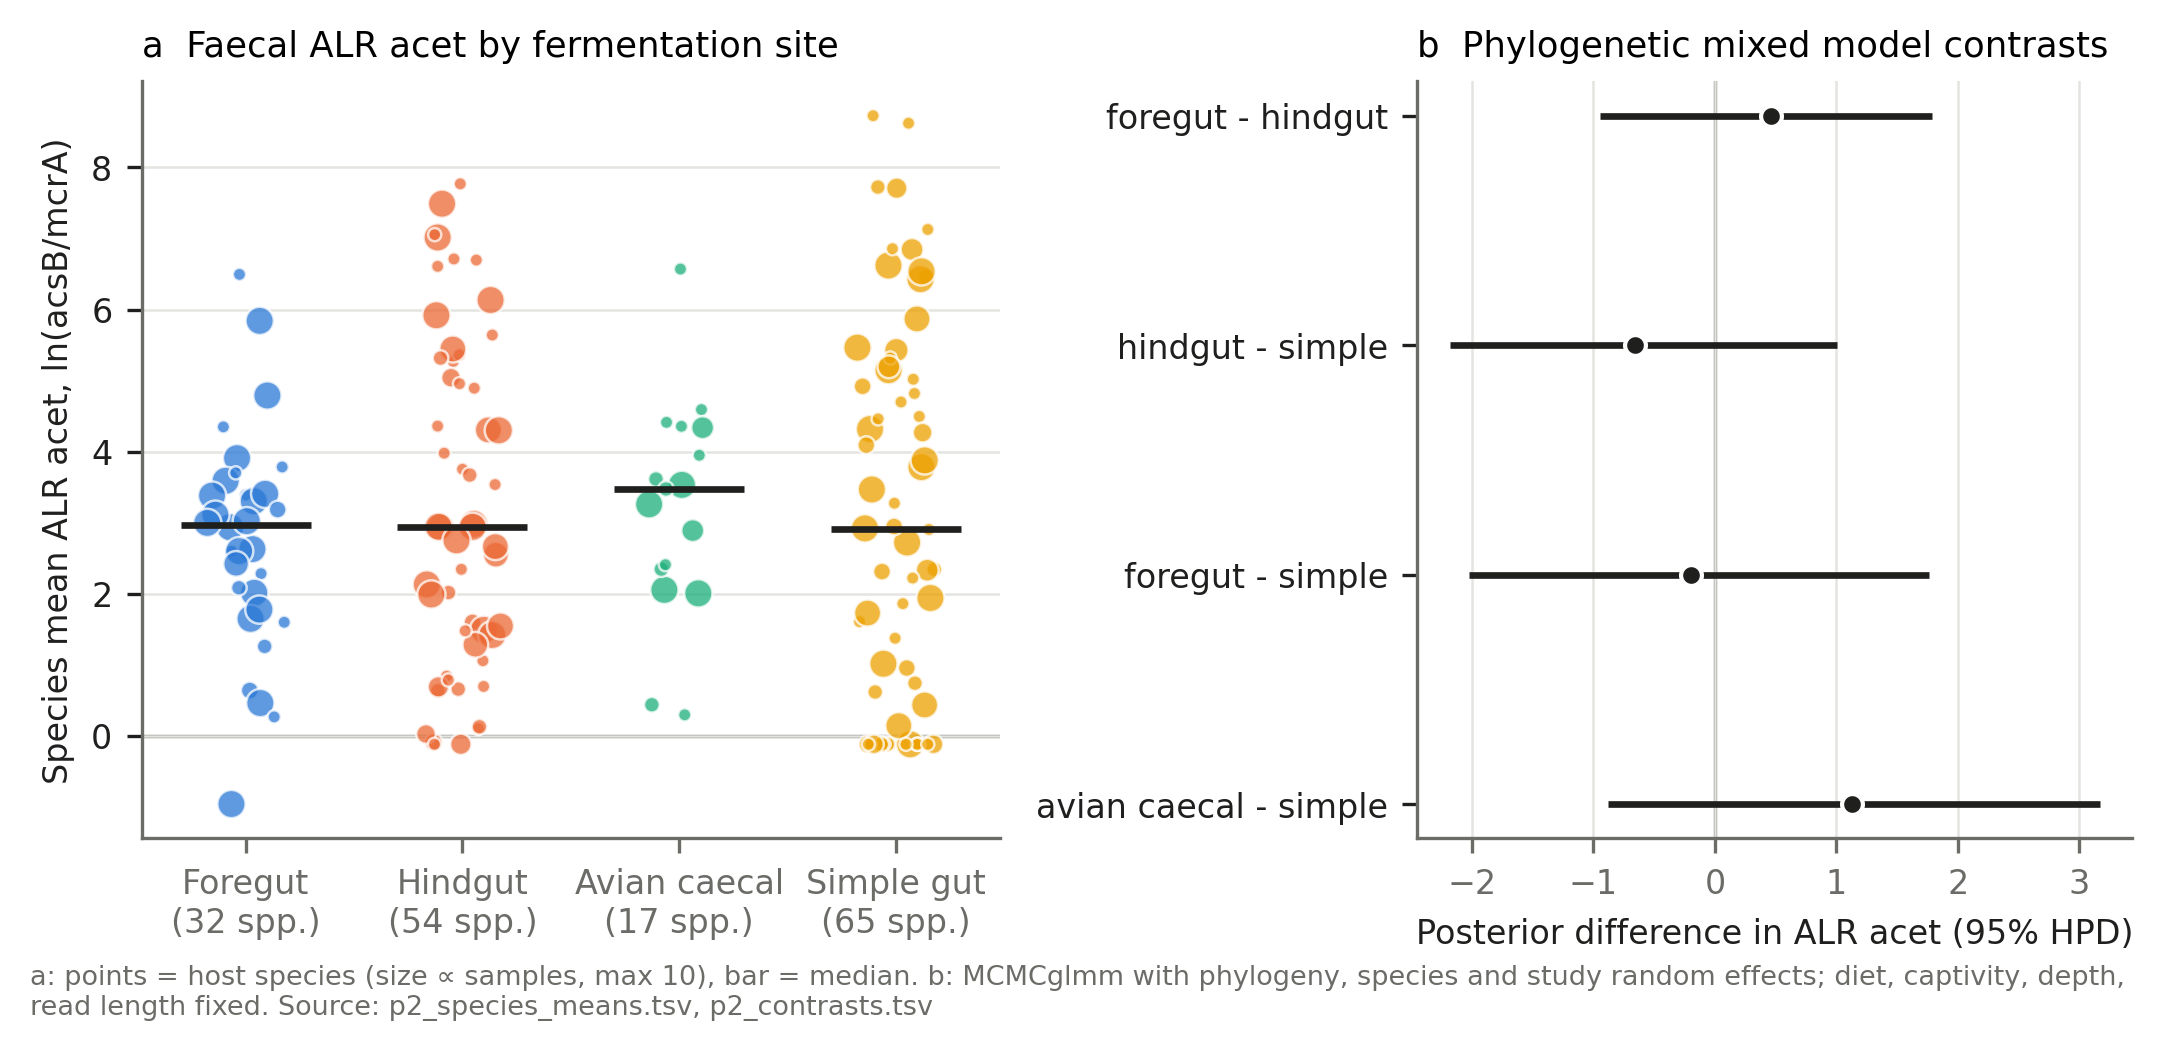 a  Faecal ALR acet by fermentation site
Species mean ALR acet, ln(acsB/mcrA)
8
6
4
2
0
Foregut
(32 spp.)
Hindgut
(54 spp.)
Avian caecal
(17 spp.)
Simple gut
(65 spp.)
b  Phylogenetic mixed model contrasts
foregut - hindgut
hindgut - simple
foregut - simple
avian caecal - simple
−2 −1 0 1 2 3
Posterior difference in ALR acet (95% HPD)
a: points = host species (size ∝ samples, max 10), bar = median. b: MCMCglmm with phylogeny, species and study random effects; diet, captivity, depth,
read length fixed. Source: p2_species_means.tsv, p2_contrasts.tsv